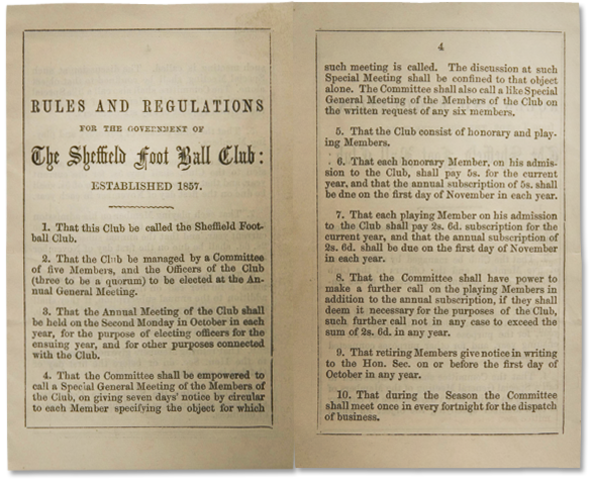 RULES AND REGULATIONS
FOR THE GOVERNMENT OF
The Sheffield Foot Ball Club:
ESTABLISHED 1857.
1. That this Club be called the Sheffield Foot-
ball Club.
2. That the Club be managed by a Committee
of five Members, and the Officers of the Club
(three to be a quorum) to be elected at the An-
nual General Meeting.
3. That the Annual Meeting of the Club shall
be held on the Second Monday in October in each
year, for the purpose of electing officers for the
ensuing year, and for other purposes connected
with the Club.
4. That the Committee shall be empowered to
call a Special General Meeting of the Members of
the Club, on giving seven days' notice by circular
to each Member specifying the object for which
4
such meeting is called. The discussion at such
Special Meeting shall be confined to that object
alone. The Committee shall also call a like Special
General Meeting of the Members of the Club on
the written request of any six members.
5. That the Club consist of honorary and play-
ing Members.
6. That each honorary Member, on his admis-
sion to the Club, shall pay 5s. for the current
year, and that the annual subscription of 5s. shall
be due on the first day of November in each year.
7. That each playing Member on his admission
to the Club shall pay 2s. 6d. subscription for the
current year, and that the annual subscription of
2s. 6d. shall be due on the first day of November
in each year.
8. That the Committee shall have power to
make a further call on the playing Members in
addition to the annual subscription, if they shall
deem it necessary for the purposes of the Club,
such further call not in any case to exceed the
sum of 2s. 6d. in any year.
9. That retiring Members give notice in writing
to the Hon. Sec. on or before the first day of
October in any year.
10. That during the Season the Committee
shall meet once in every fortnight for the dispatch
of business.